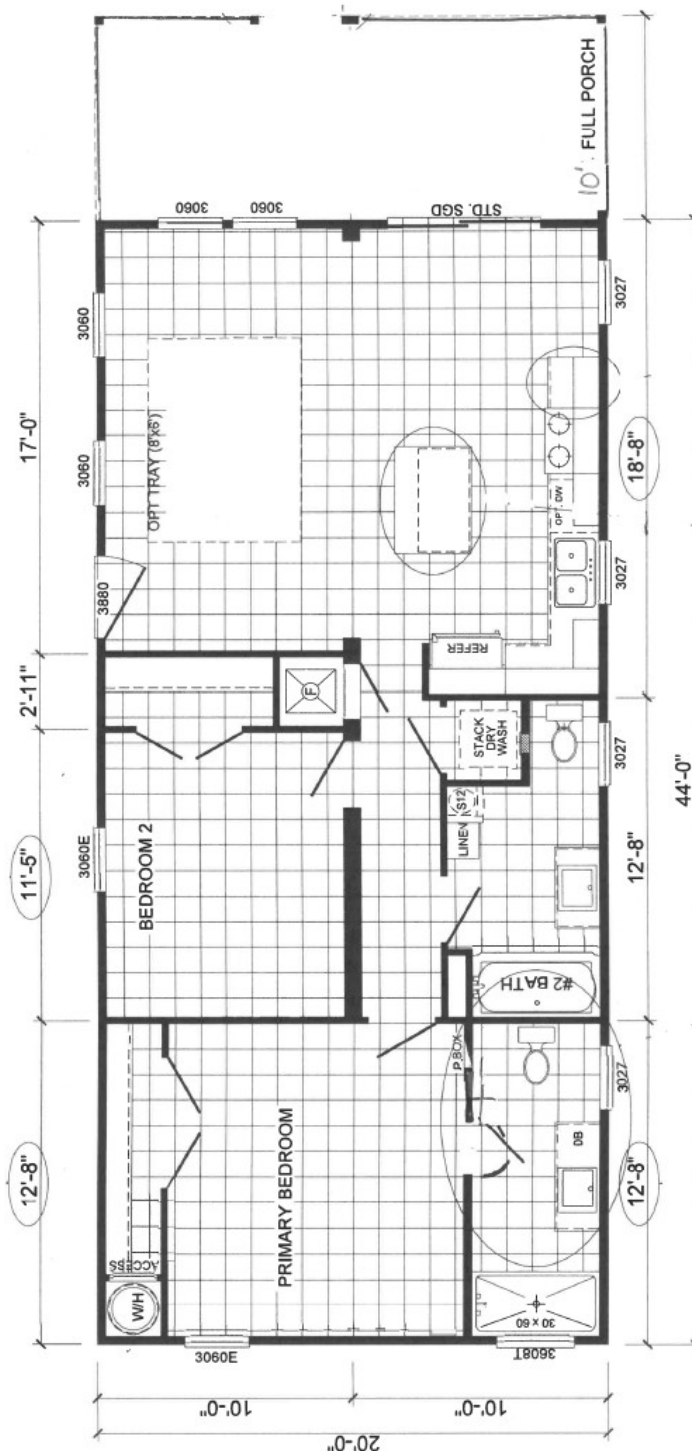 10' : FULL PORCH
STD. SGD
3060
3060
3060
3060
3880
3027
3027
3027
3027
17'-0"
18'-8"
OPT TRAY (8'x6')
OPT. DW
REFER
2'-11"
F
STACK
DRY
WASH
S12
LINEN
BEDROOM 2
3060E
11'-5"
12'-8"
44'-0"
#2 BATH
P.BOX
DB
PRIMARY BEDROOM
12'-8"
12'-8"
ACCESS
W/H
30 x 60
3090E
3608T
10'-0"
10'-0"
20'-0"